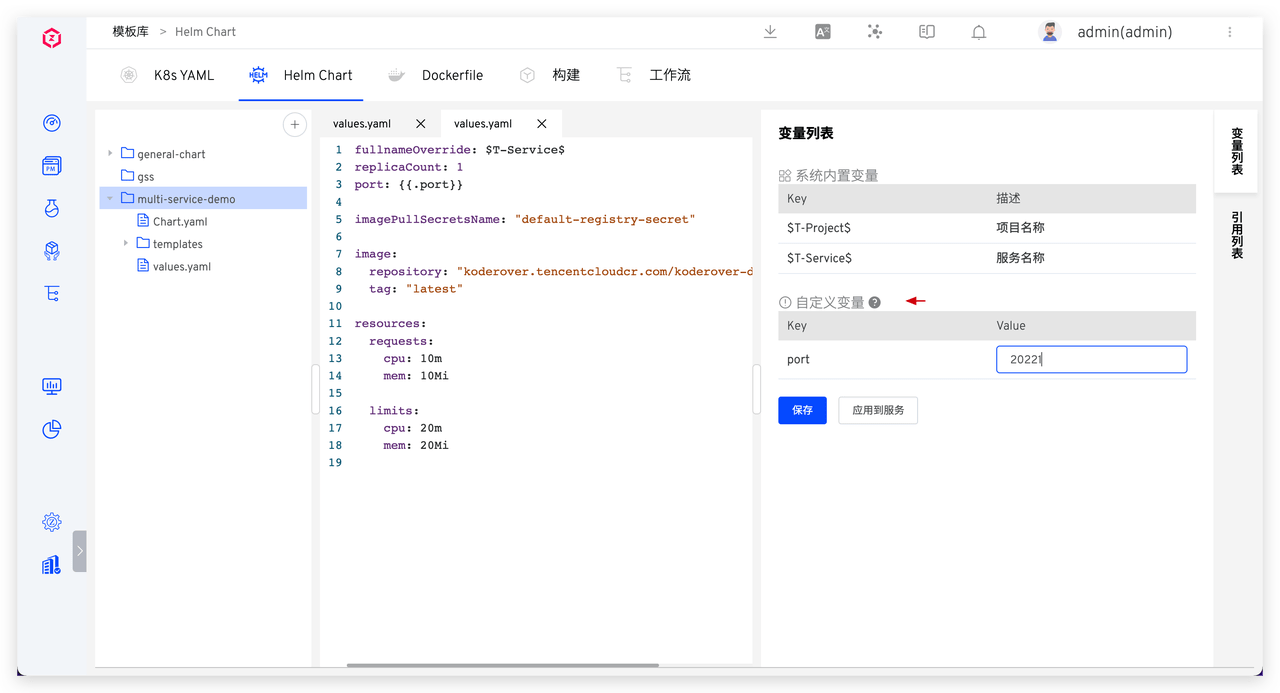 模板库 > Helm Chart
admin(admin)
K8s YAML
HELM
Helm Chart
Dockerfile
构建
工作流
PM
general-chart
gss
multi-service-demo
Chart.yaml
templates
values.yaml
values.yaml
values.yaml
1 fullnameOverride: $T-Service$
2 replicaCount: 1
3 port: {{.port}}
4
5 imagePullSecretsName: "default-registry-secret"
6
7 image:
8 repository: "koderover.tencentcloudcr.com/koderover-d
9 tag: "latest"
10
11 resources:
12 requests:
13 cpu: 10m
14 mem: 10Mi
15
16 limits:
17 cpu: 20m
18 mem: 20Mi
19
变量列表
系统内置变量
Key 描述
$T-Project$ 项目名称
$T-Service$ 服务名称
自定义变量
Key Value
port 20221
保存 应用到服务
变量列表
引用列表